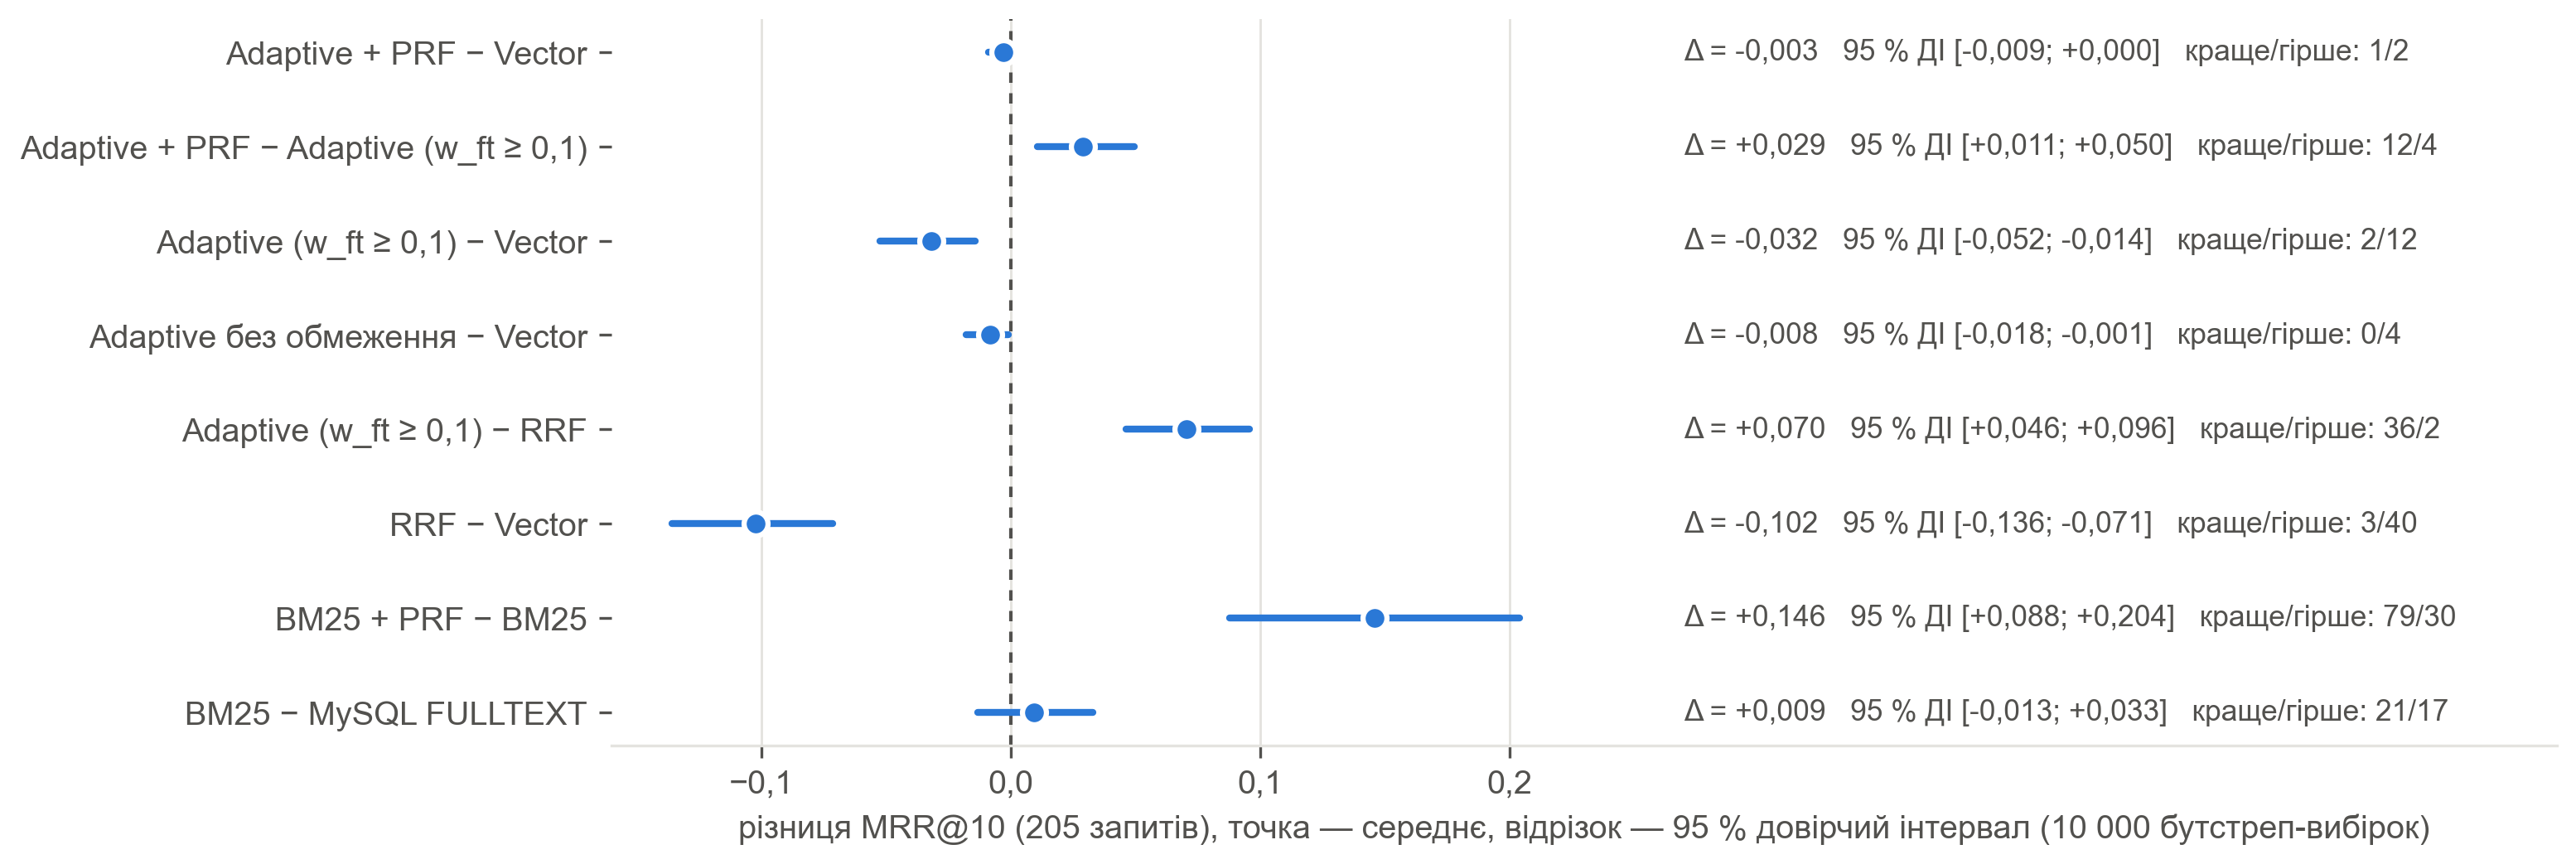 Adaptive + PRF − Vector
Δ = -0,003 95 % ДІ [-0,009; +0,000] краще/гірше: 1/2
Adaptive + PRF − Adaptive (w_ft ≥ 0,1)
Δ = +0,029 95 % ДІ [+0,011; +0,050] краще/гірше: 12/4
Adaptive (w_ft ≥ 0,1) − Vector
Δ = -0,032 95 % ДІ [-0,052; -0,014] краще/гірше: 2/12
Adaptive без обмеження − Vector
Δ = -0,008 95 % ДІ [-0,018; -0,001] краще/гірше: 0/4
Adaptive (w_ft ≥ 0,1) − RRF
Δ = +0,070 95 % ДІ [+0,046; +0,096] краще/гірше: 36/2
RRF − Vector
Δ = -0,102 95 % ДІ [-0,136; -0,071] краще/гірше: 3/40
BM25 + PRF − BM25
Δ = +0,146 95 % ДІ [+0,088; +0,204] краще/гірше: 79/30
BM25 − MySQL FULLTEXT
Δ = +0,009 95 % ДІ [-0,013; +0,033] краще/гірше: 21/17
−0,1 0,0 0,1 0,2
різниця MRR@10 (205 запитів), точка — середнє, відрізок — 95 % довірчий інтервал (10 000 бутстреп-вибірок)